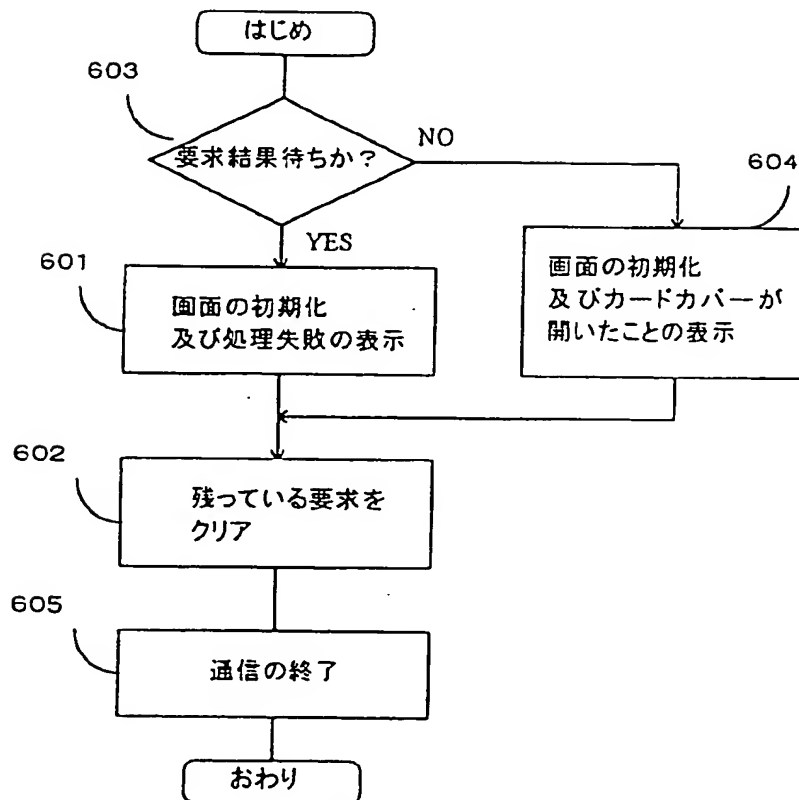 はじめ
603
要求結果待ちか?
NO
604
YES
601
画面の初期化
及び処理失敗の表示
画面の初期化
及びカードカバーが
開いたことの表示
602
残っている要求を
クリア
605
通信の終了
おわり